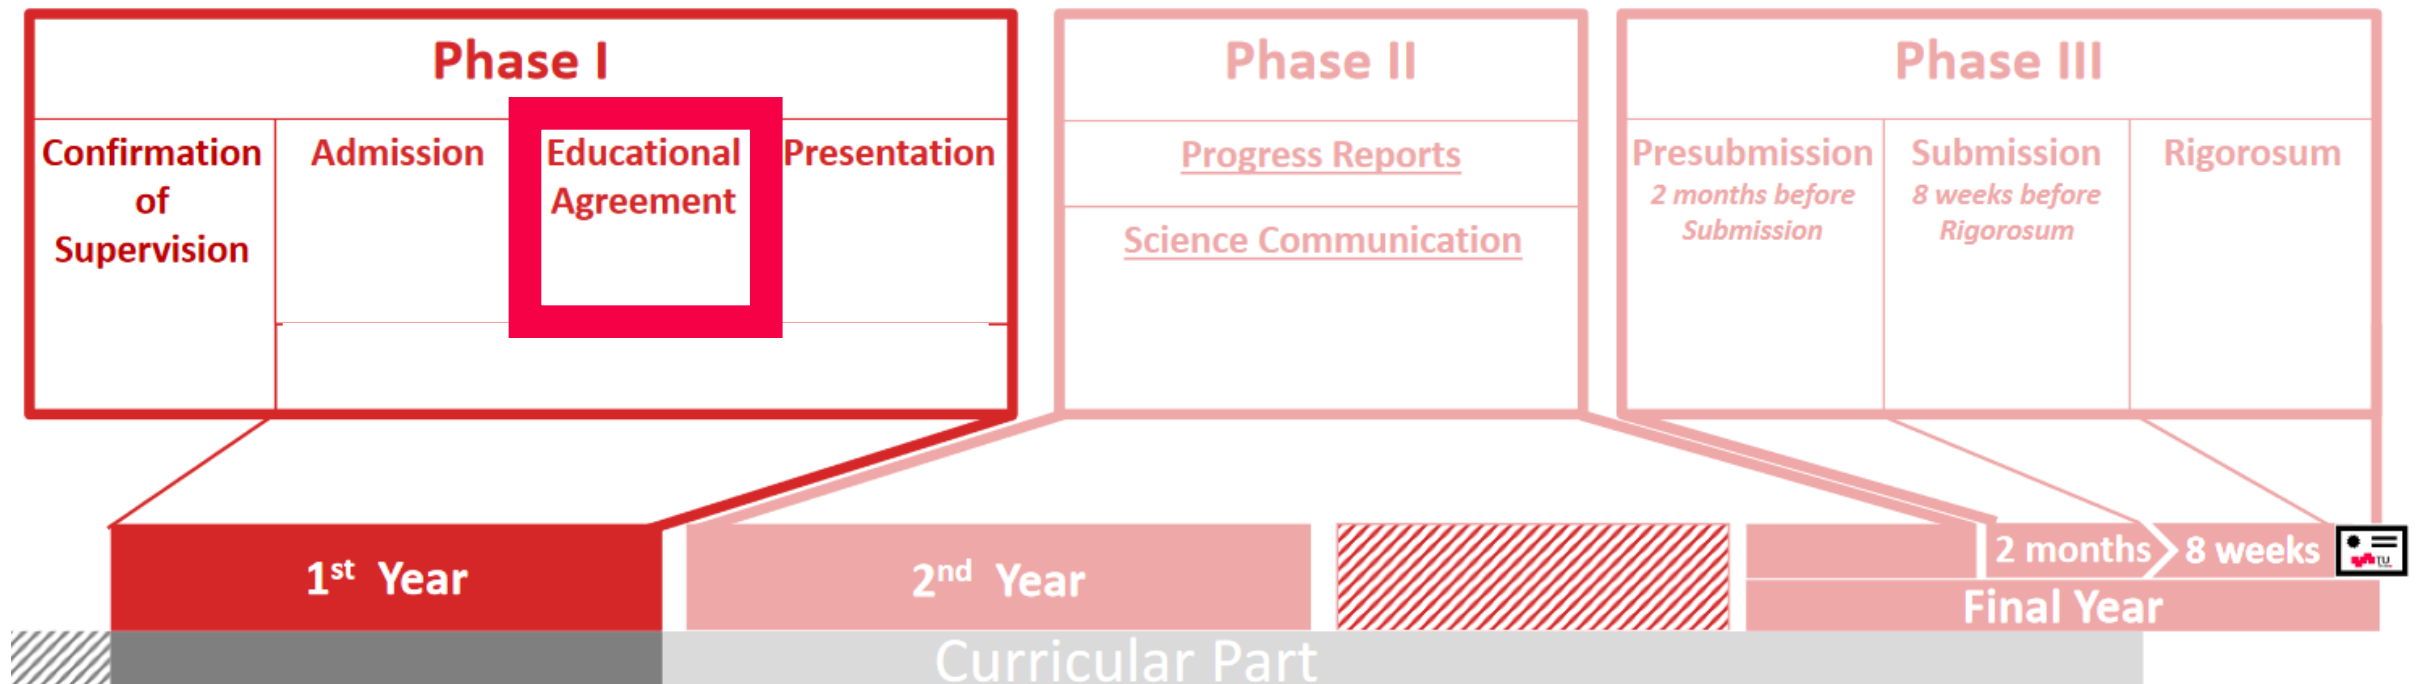 Phase I
Confirmation
of
Supervision
Admission
Educational
Agreement
Presentation
Phase II
Progress Reports
Science Communication
Phase III
Presubmission
2 months before
Submission
Submission
8 weeks before
Rigorosum
Rigorosum
1st Year
2nd Year
2 months
8 weeks
Final Year
Curricular Part
TU